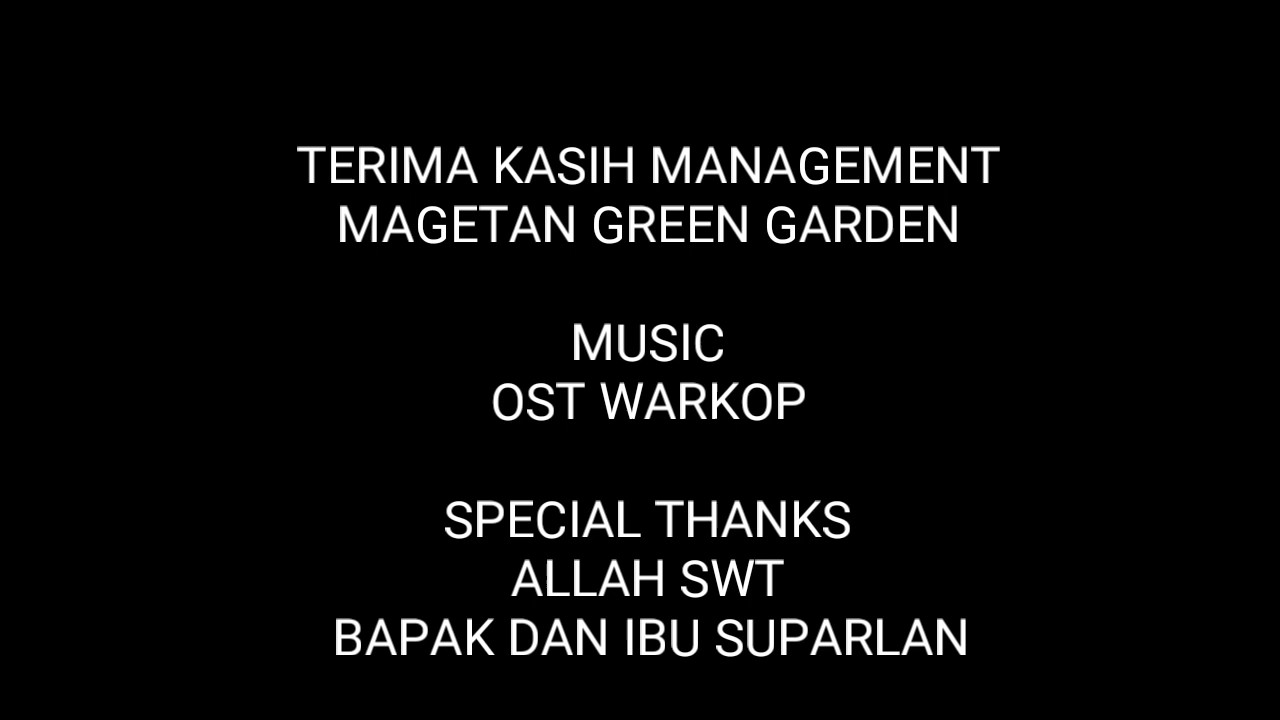 TERIMA KASIH MANAGEMENT
MAGETAN GREEN GARDEN
MUSIC
OST WARKOP
SPECIAL THANKS
ALLAH SWT
BAPAK DAN IBU SUPARLAN